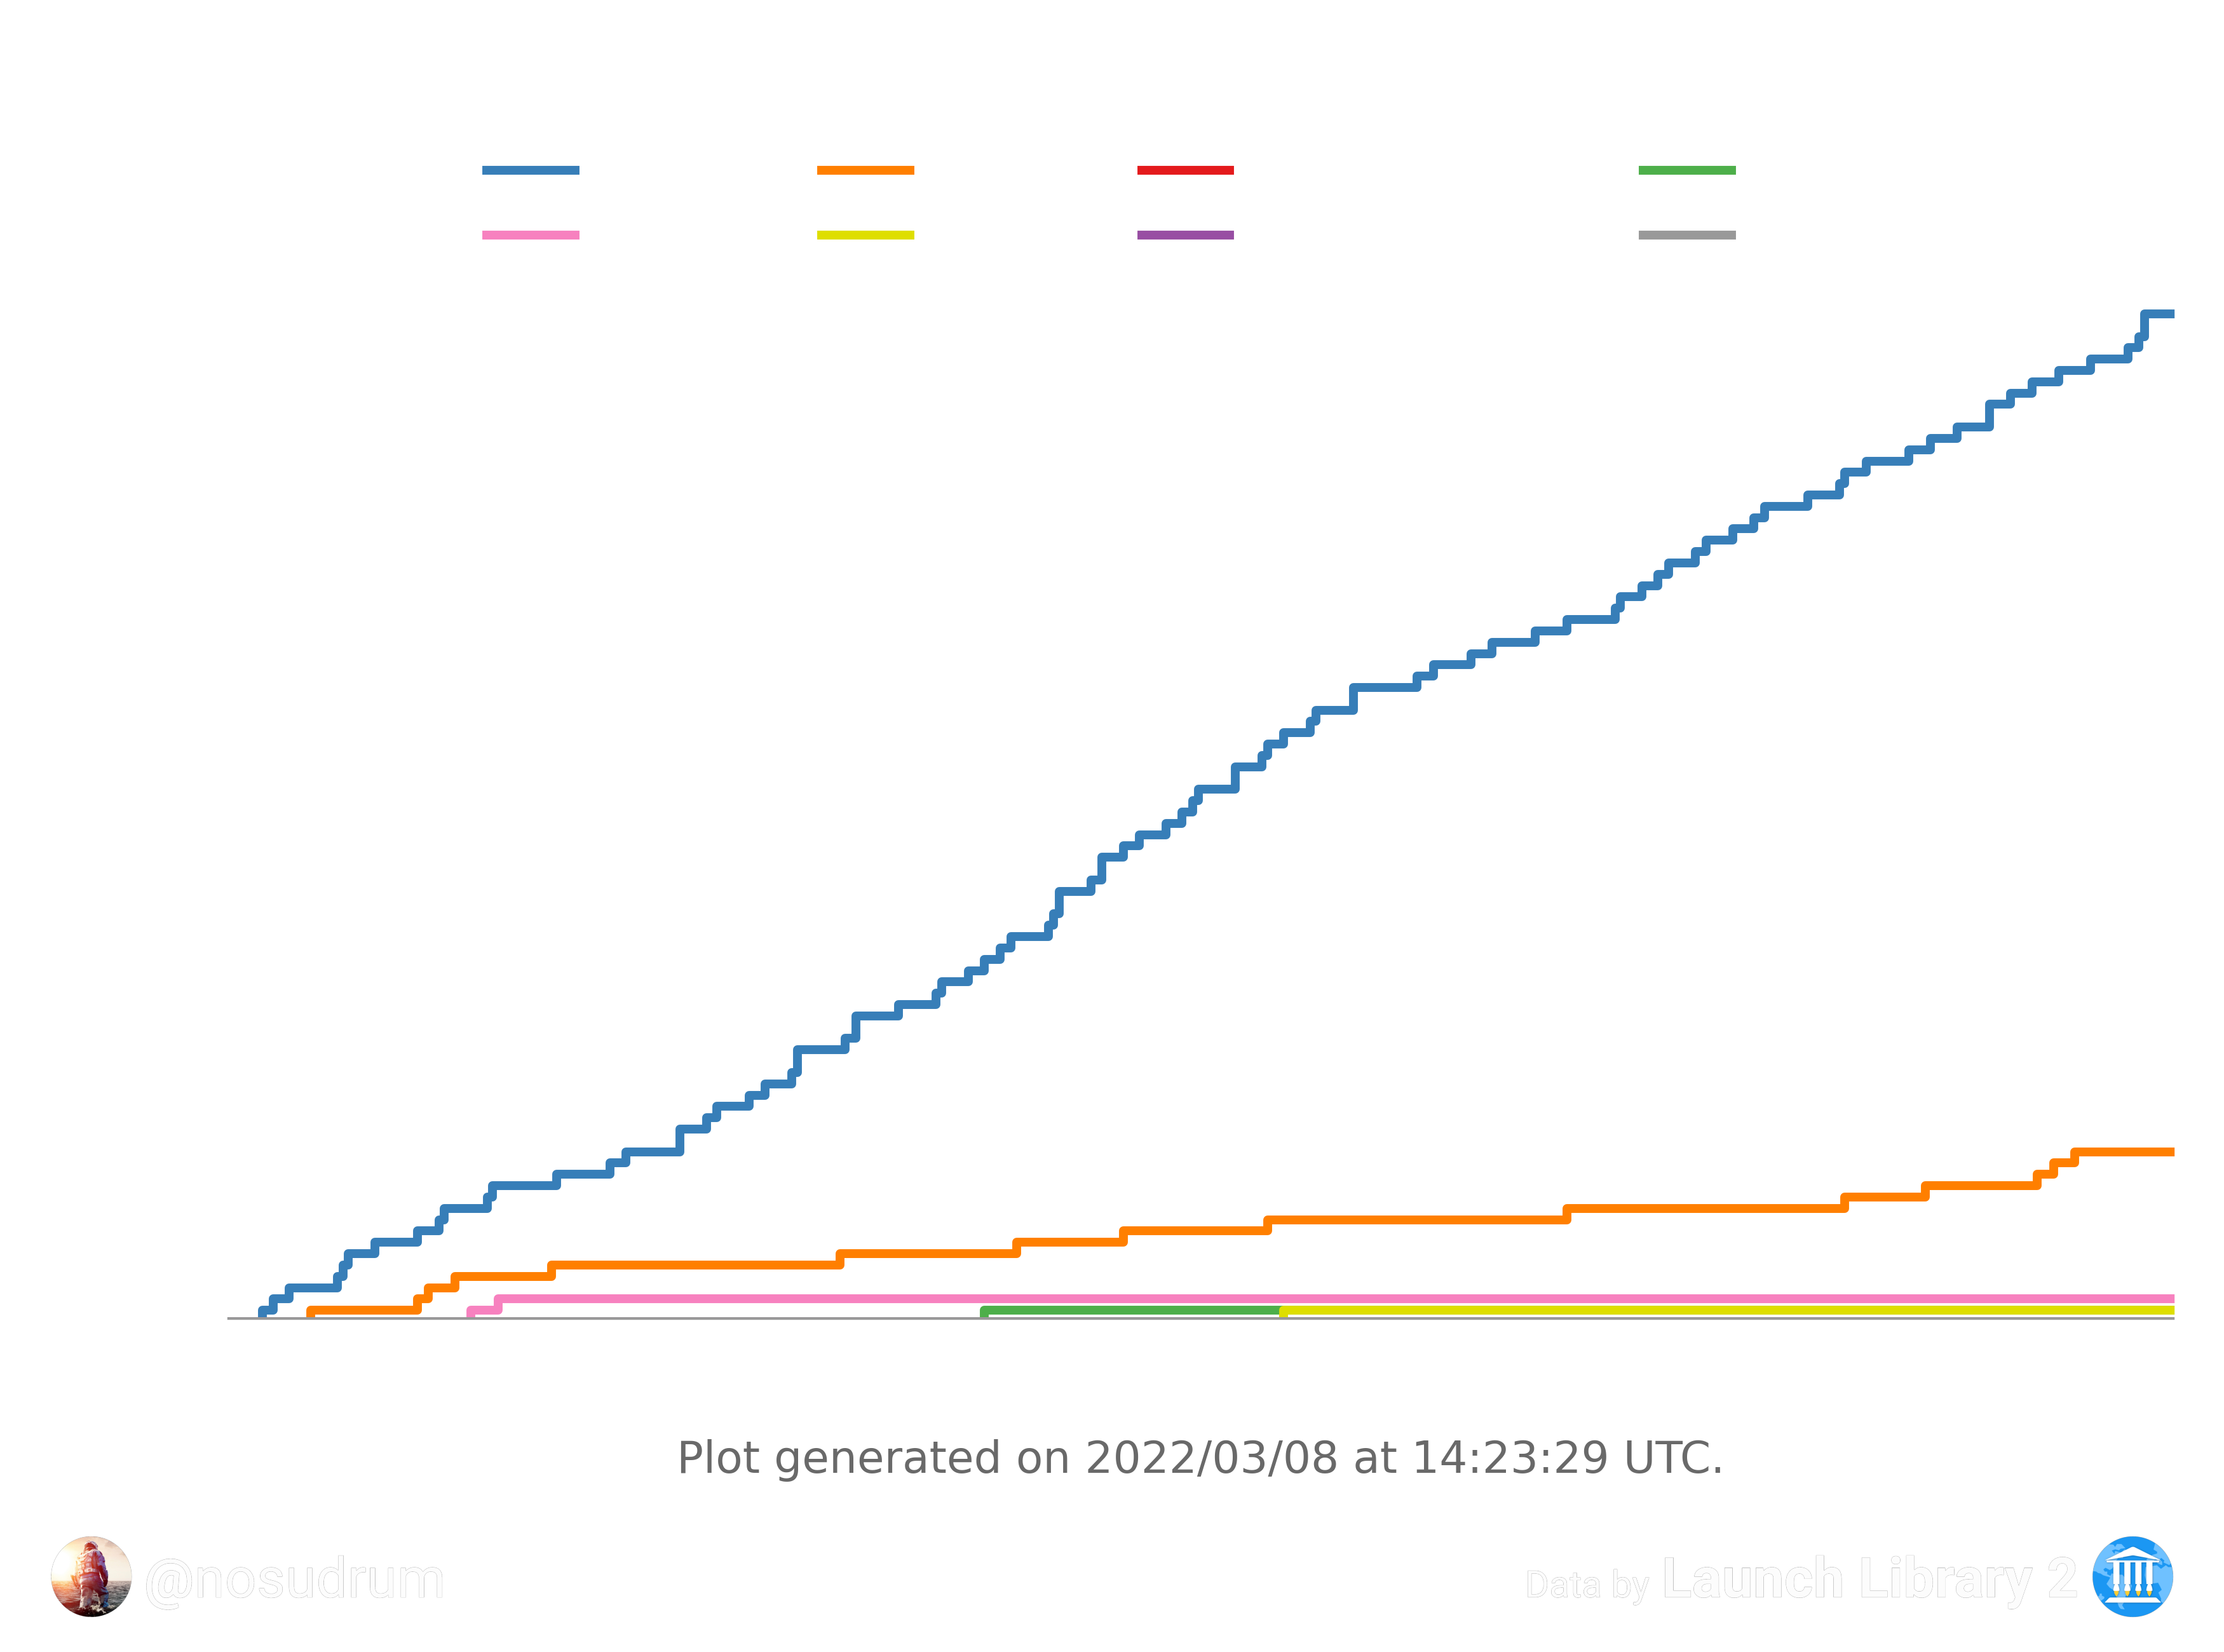 Plot generated on 2022/03/08 at 14:23:29 UTC.
@nosudrum
Data by Launch Library 2